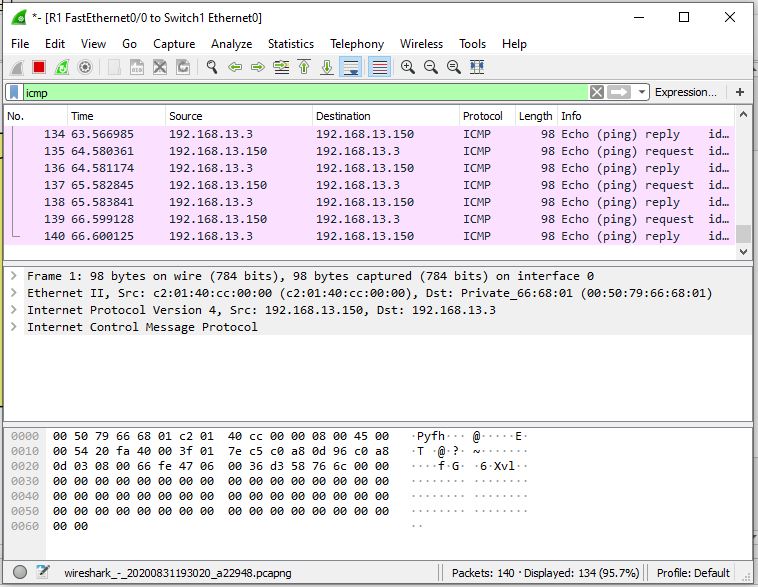 *- [R1 FastEthernet0/0 to Switch1 Ethernet0]
File Edit View Go Capture Analyze Statistics Telephony Wireless Tools Help
icmp Expression... +
No. Time Source Destination Protocol Length Info
134 63.566985 192.168.13.3 192.168.13.150 ICMP 98 Echo (ping) reply id...
135 64.580361 192.168.13.150 192.168.13.3 ICMP 98 Echo (ping) request id...
136 64.581174 192.168.13.3 192.168.13.150 ICMP 98 Echo (ping) reply id...
137 65.582845 192.168.13.150 192.168.13.3 ICMP 98 Echo (ping) request id...
138 65.583841 192.168.13.3 192.168.13.150 ICMP 98 Echo (ping) reply id...
139 66.599128 192.168.13.150 192.168.13.3 ICMP 98 Echo (ping) request id...
140 66.600125 192.168.13.3 192.168.13.150 ICMP 98 Echo (ping) reply id...
Frame 1: 98 bytes on wire (784 bits), 98 bytes captured (784 bits) on interface 0
Ethernet II, Src: c2:01:40:cc:00:00 (c2:01:40:cc:00:00), Dst: Private_66:68:01 (00:50:79:66:68:01)
Internet Protocol Version 4, Src: 192.168.13.150, Dst: 192.168.13.3
Internet Control Message Protocol
0000 00 50 79 66 68 01 c2 01 40 cc 00 00 08 00 45 00 ·Pyfh··· @·····E·
0010 00 54 20 fa 40 00 3f 01 7e c5 c0 a8 0d 96 c0 a8 ·T ·@·?· ~·······
0020 0d 03 08 00 66 fe 47 06 00 36 d3 58 76 6c 00 00 ····f·G· ·6·Xvl··
0030 00 00 00 00 00 00 00 00 00 00 00 00 00 00 00 00 ········ ········
0040 00 00 00 00 00 00 00 00 00 00 00 00 00 00 00 00 ········ ········
0050 00 00 00 00 00 00 00 00 00 00 00 00 00 00 00 00 ········ ········
0060 00 00 ··
wireshark_-_20200831193020_a22948.pcapng Packets: 140 · Displayed: 134 (95.7%) Profile: Default